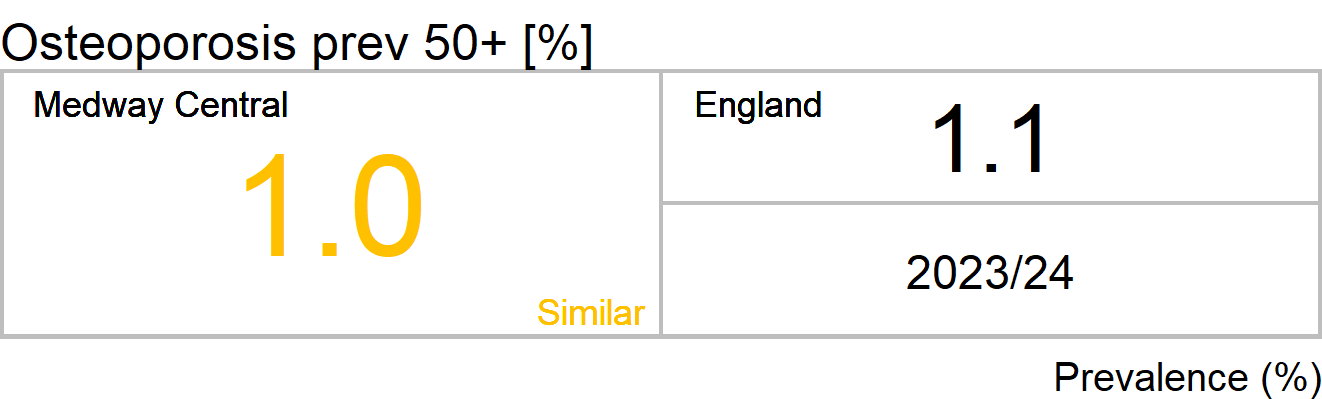 Osteoporosis prev 50+ [%]
Medway Central
1.0
Similar
England
1.1
2023/24
Prevalence (%)